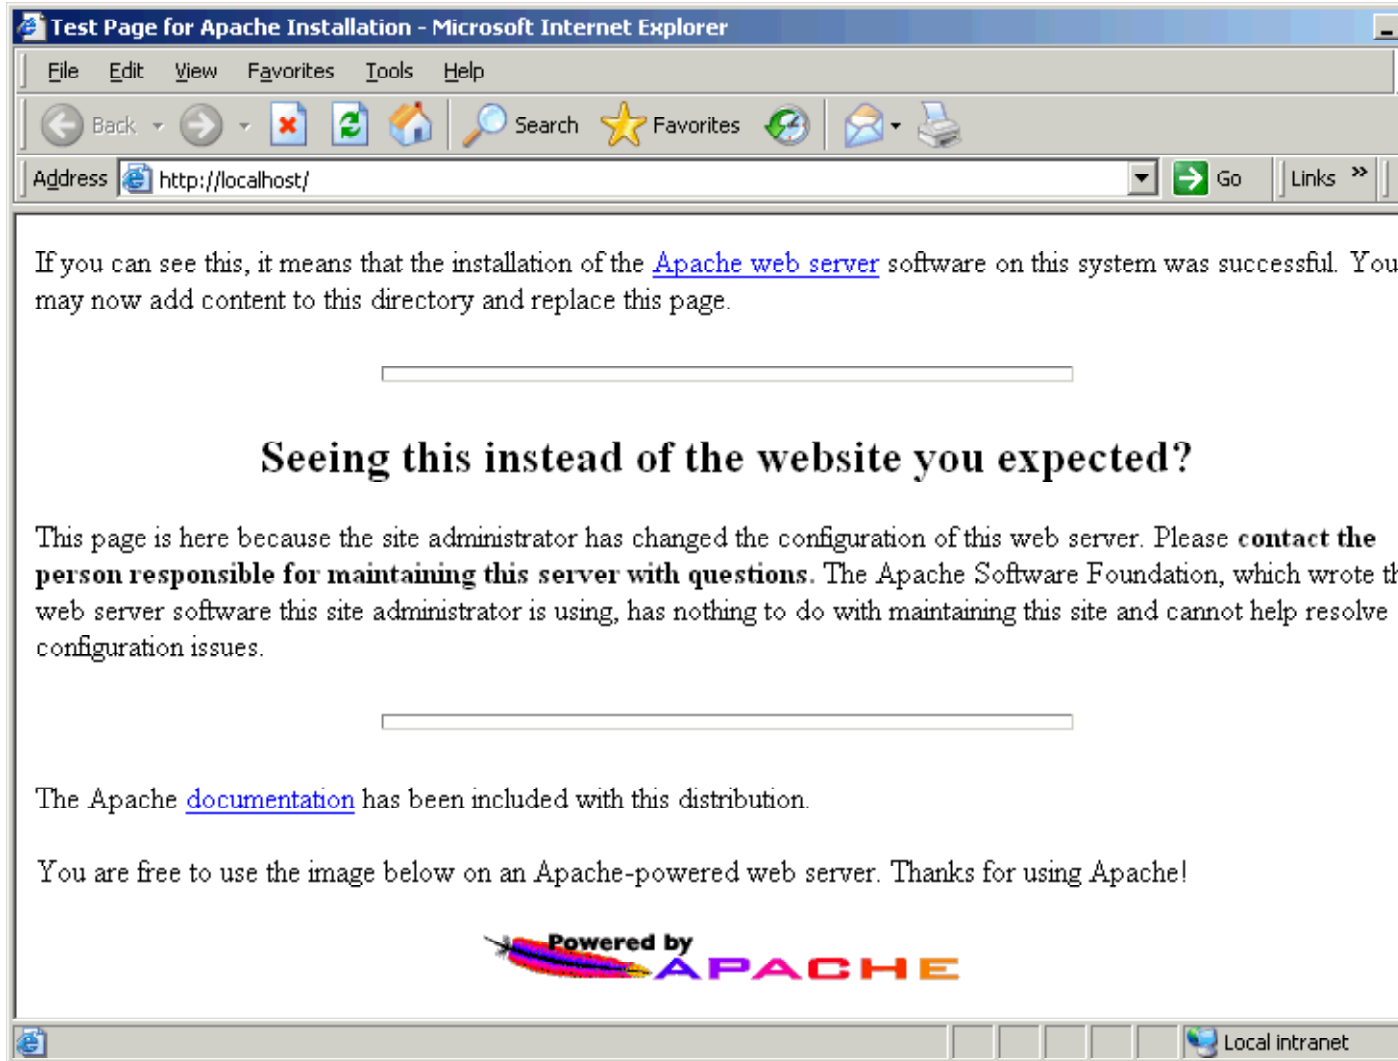 Test Page for Apache Installation - Microsoft Internet Explorer
File Edit View Favorites Tools Help
Back Search Favorites
Address http://localhost/ Go Links »
If you can see this, it means that the installation of the Apache web server software on this system was successful. You
may now add content to this directory and replace this page.
Seeing this instead of the website you expected?
This page is here because the site administrator has changed the configuration of this web server. Please contact the
person responsible for maintaining this server with questions. The Apache Software Foundation, which wrote th
web server software this site administrator is using, has nothing to do with maintaining this site and cannot help resolve
configuration issues.
The Apache documentation has been included with this distribution.
You are free to use the image below on an Apache-powered web server. Thanks for using Apache!
Powered by
APACHE
Local intranet